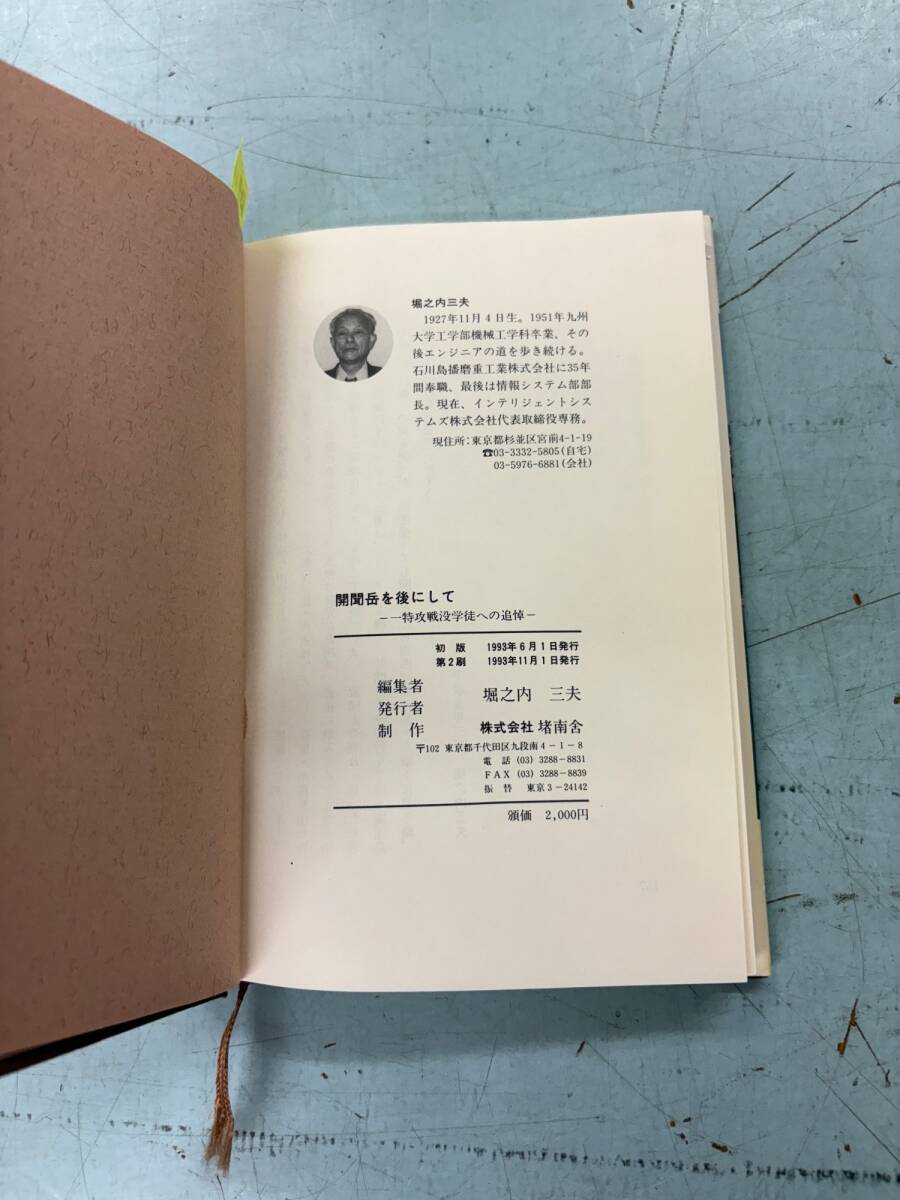 堀之内三夫
1927年11月4日生。1951年九州
大学工学部機械工学科卒業、その
後エンジニアの道を歩き続ける。
石川島播磨重工業株式会社に35年
間奉職、最後は情報システム部部
長。現在、インテリジェントシス
テムズ株式会社代表取締役専務。
現住所:東京都杉並区宮前4-1-19
☎03-3332-5805(自宅)
03-5976-6881(会社)
開聞岳を後にして
－一特攻戦没学徒への追悼－
初版 1993年6月1日発行
第2刷 1993年11月1日発行
編集者
発行者 堀之内 三夫
制作 株式会社 堵南舎
〒102 東京都千代田区九段南4－1－8
電話 (03) 3288－8831
FAX (03) 3288－8839
振替 東京3－24142
頒価 2,000円